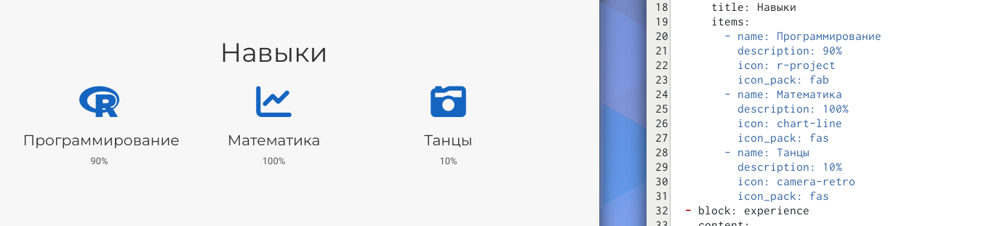 Навыки
Программирование
Математика
Танцы
90%
100%
10%
18 title: Навыки
19 items:
20 - name: Программирование
21 description: 90%
22 icon: r-project
23 icon_pack: fab
24 - name: Математика
25 description: 100%
26 icon: chart-line
27 icon_pack: fas
28 - name: Танцы
29 description: 10%
30 icon: camera-retro
31 icon_pack: fas
32 - block: experience
33 content: